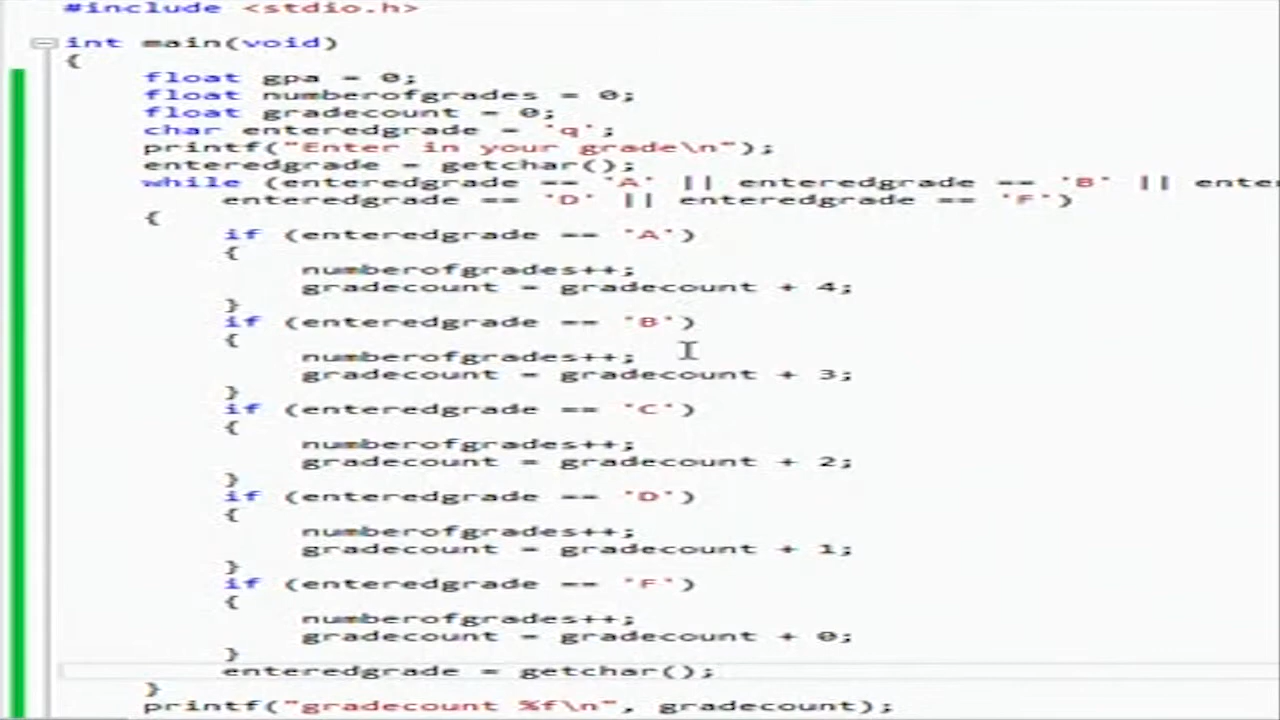 #include <stdio.h>
int main(void)
{
float gpa = 0;
float numberofgrades = 0;
float gradecount = 0;
char enteredgrade = 'q';
printf("Enter in your grade\n");
enteredgrade = getchar();
while (enteredgrade == 'A' || enteredgrade == 'B' || ente
enteredgrade == 'D' || enteredgrade == 'F')
{
if (enteredgrade == 'A')
{
numberofgrades++;
gradecount = gradecount + 4;
}
if (enteredgrade == 'B')
{
numberofgrades++;
gradecount = gradecount + 3;
}
if (enteredgrade == 'C')
{
numberofgrades++;
gradecount = gradecount + 2;
}
if (enteredgrade == 'D')
{
numberofgrades++;
gradecount = gradecount + 1;
}
if (enteredgrade == 'F')
{
numberofgrades++;
gradecount = gradecount + 0;
}
enteredgrade = getchar();
}
printf("gradecount %f\n", gradecount);